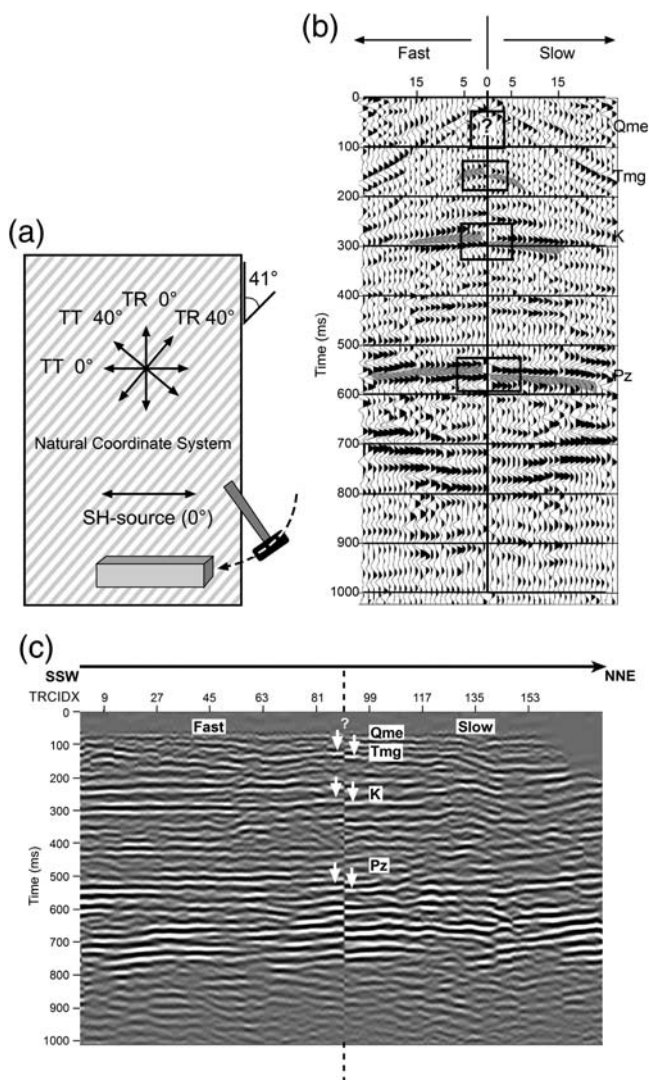 (a)
41°
TR 0°
TT 40° TR 40°
TT 0°
Natural Coordinate System
SH-source (0°)
(b)
Fast Slow
15 5 0 5 15
Time (ms)
0
100
200
300
400
500
600
700
800
900
1000
?
Qme
Tmg
K
Pz
(c)
SSW NNE
TRCIDX 9 27 45 63 81 99 117 135 153
Time (ms)
0
100
200
300
400
500
600
700
800
900
1000
Fast ? Slow
Qme
Tmg
K
Pz